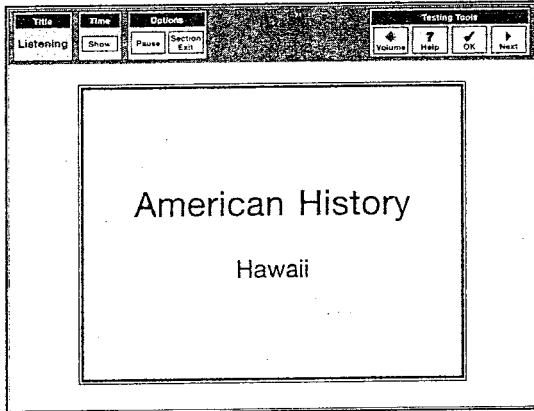 Title
Listening
Time
Show
Options
Pause
Section
Exit
Testing Tools
Volume
? Help
OK
Next
American History
Hawaii